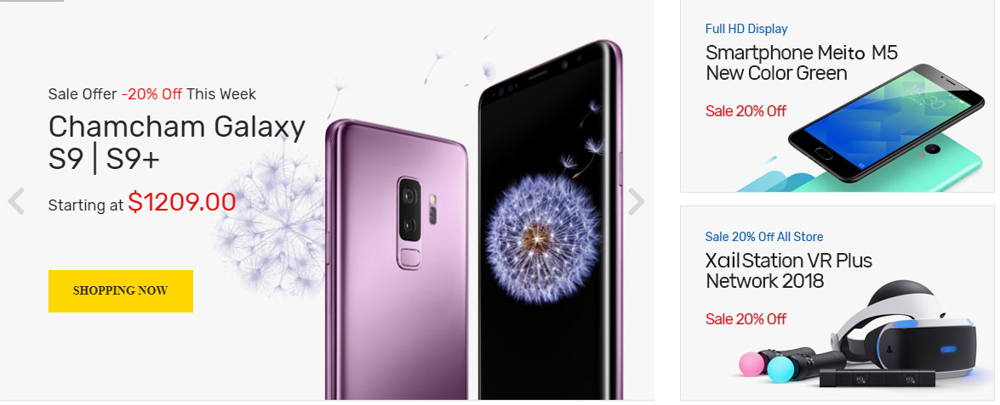 Sale Offer -20% Off This Week
Chamcham Galaxy
S9 | S9+
Starting at $1209.00
SHOPPING NOW
Full HD Display
Smartphone Meito M5
New Color Green
Sale 20% Off
Sale 20% Off All Store
Xail Station VR Plus
Network 2018
Sale 20% Off